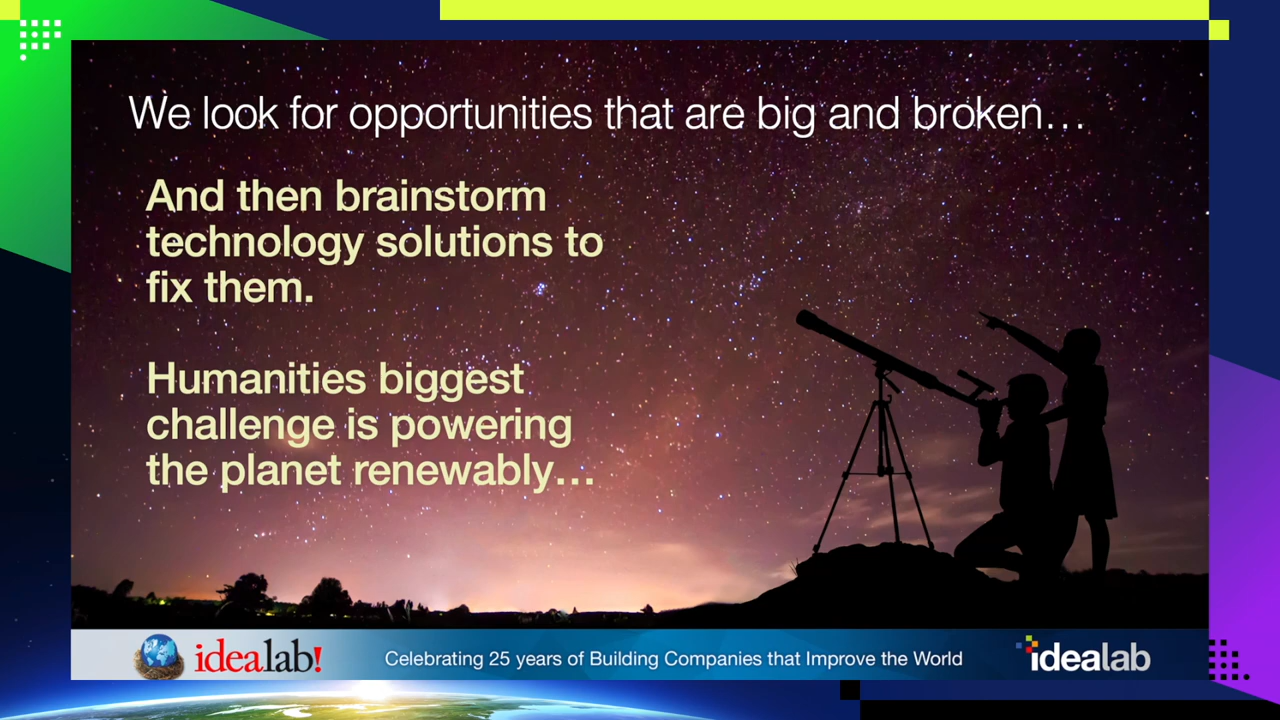 We look for opportunities that are big and broken…
And then brainstorm
technology solutions to
fix them.
Humanities biggest
challenge is powering
the planet renewably…
idealab!
Celebrating 25 years of Building Companies that Improve the World
idealab